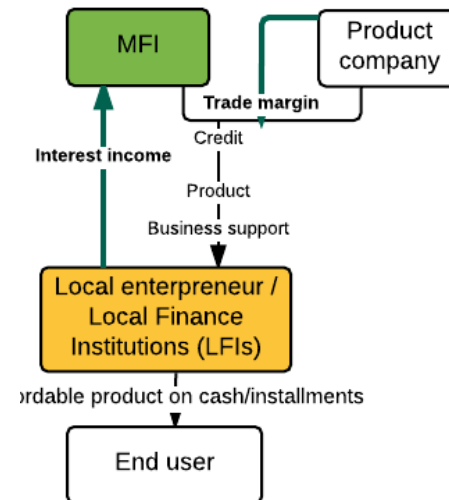 MFI
Product
company
Trade margin
Credit
Interest income
Product
Business support
Local enterpreneur /
Local Finance
Institutions (LFIs)
ordable product on cash/installments
End user